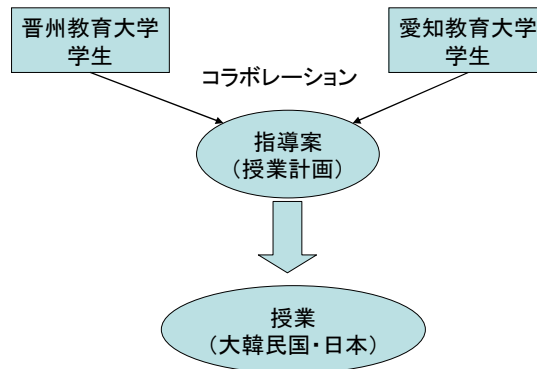 晋州教育大学
学生
愛知教育大学
学生
コラボレーション
指導案
（授業計画）
授業
（大韓民国・日本）